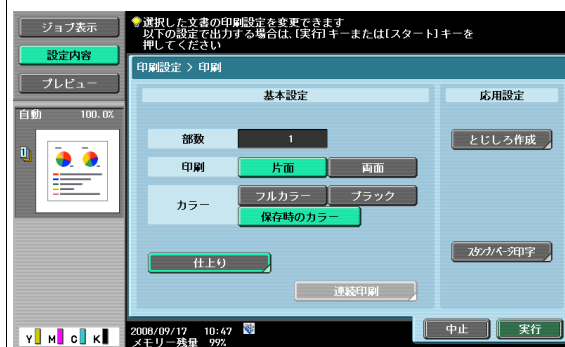 ジョブ表示
設定内容
プレビュー
自動 100.0%
選択した文書の印刷設定を変更できます
以下の設定で出力する場合は、[実行]キーまたは[スタート]キーを
押してください
印刷設定 > 印刷
基本設定
応用設定
部数 1
とじしろ作成
印刷 片面 両面
カラー フルカラー ブラック
保存時のカラー
仕上り
スタンプ/ページ印字
連続印刷
Y M C K
2008/09/17 10:47
メモリー残量 99%
中止 実行